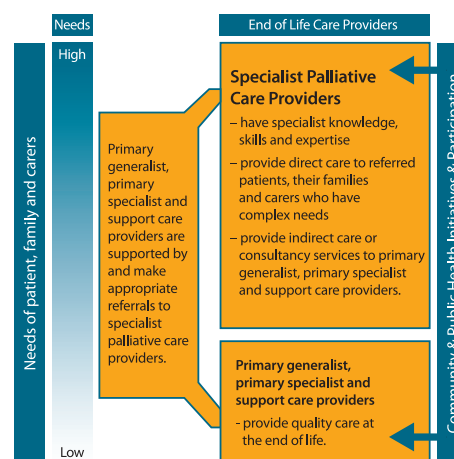 Needs
End of Life Care Providers
High
Low
Needs of patient, family and carers
Primary
generalist,
primary
specialist and
support care
providers are
supported by
and make
appropriate
referrals to
specialist
palliative care
providers.
Specialist Palliative
Care Providers
– have specialist knowledge,
skills and expertise
– provide direct care to referred
patients, their families
and carers who have
complex needs
– provide indirect care or
consultancy services to primary
generalist, primary specialist
and support care providers.
Primary generalist,
primary specialist and
support care providers
- provide quality care at
the end of life.
Community & Public Health Initiatives & Participation